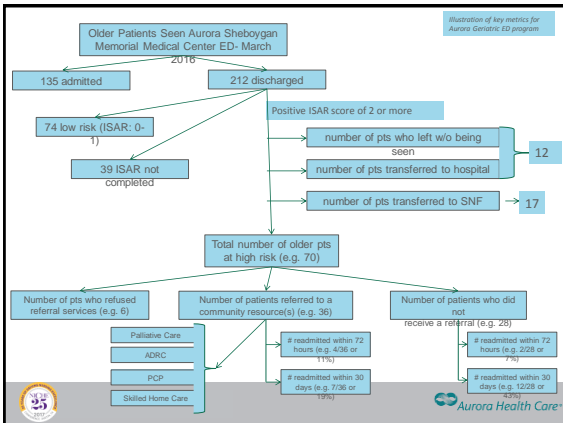 Illustration of key metrics for
Aurora Geriatric ED program
Older Patients Seen Aurora Sheboygan
Memorial Medical Center ED- March
2016
135 admitted
212 discharged
Positive ISAR score of 2 or more
74 low risk (ISAR: 0-
1)
39 ISAR not
completed
number of pts who left w/o being
seen
number of pts transferred to hospital
12
number of pts transferred to SNF
17
Total number of older pts
at high risk (e.g. 70)
Number of pts who refused
referral services (e.g. 6)
Number of patients referred to a
community resource(s) (e.g. 36)
Number of patients who did
not
receive a referral (e.g. 28)
Palliative Care
ADRC
PCP
Skilled Home Care
# readmitted within 72
hours (e.g. 4/36 or
11%)
# readmitted within 30
days (e.g. 7/36 or
19%)
# readmitted within 72
hours (e.g. 2/28 or
7%)
# readmitted within 30
days (e.g. 12/28 or
43%)
NICHE
25
2017
Aurora Health Care